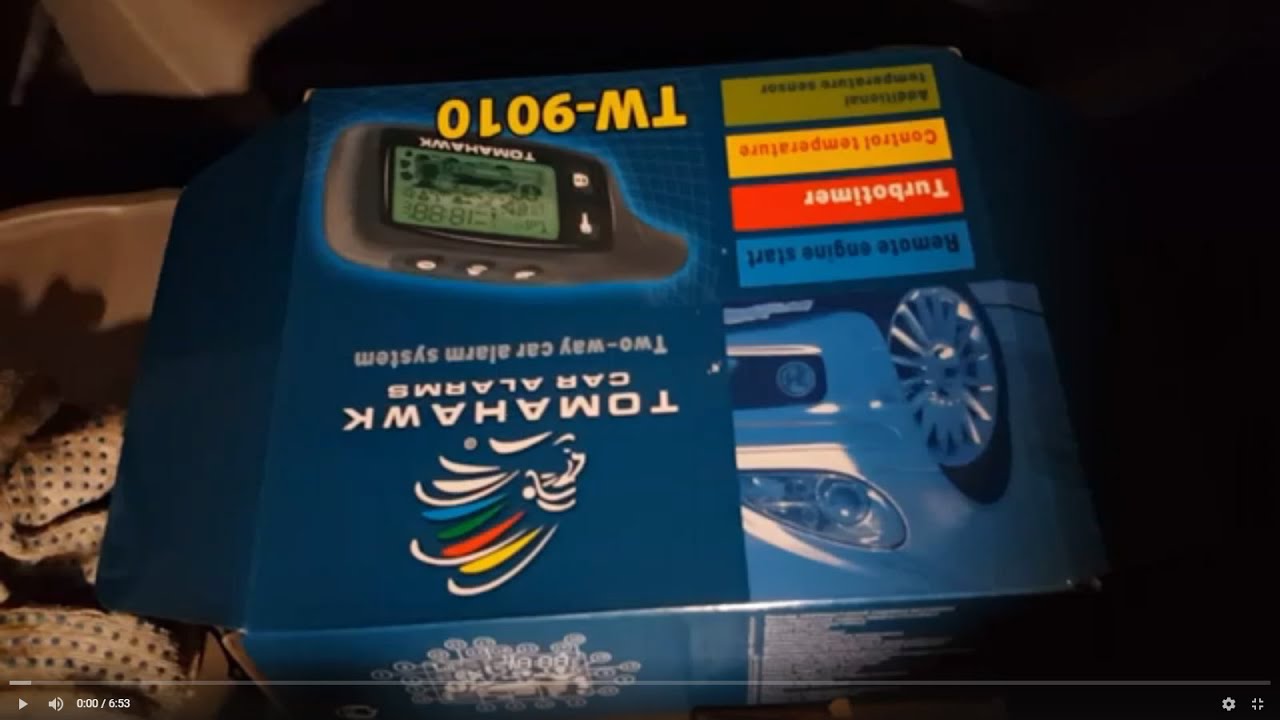 TOMAHAWK
CAR ALARMS
Two-way car alarm system
TOMAHAWK
TW-9010
Remote engine start
Turbotimer
Control temperature
Additional
temperature sensor
0:00 / 6:53